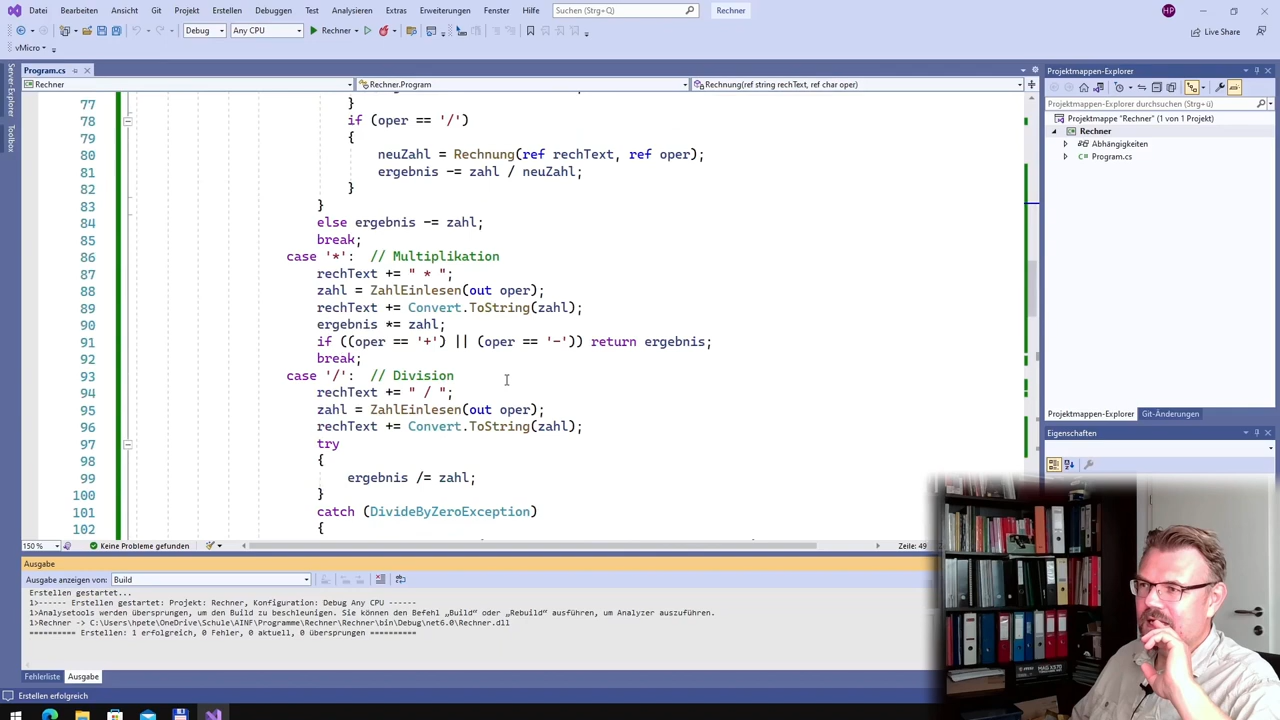 Datei Bearbeiten Ansicht Git Projekt Erstellen Debuggen Test Analysieren Extras Erweiterungen Fenster Hilfe Suchen (Strg+Q) Rechner HP
Debug Any CPU Rechner Live Share
vMicro
Server-Explorer
Toolbox
Program.cs
Rechner Rechner.Program Rechnung(ref string rechText, ref char oper)
77 }
78 if (oper == '/')
79 {
80 neuZahl = Rechnung(ref rechText, ref oper);
81 ergebnis -= zahl / neuZahl;
82 }
83 }
84 else ergebnis -= zahl;
85 break;
86 case '*': // Multiplikation
87 rechText += " * ";
88 zahl = ZahlEinlesen(out oper);
89 rechText += Convert.ToString(zahl);
90 ergebnis *= zahl;
91 if ((oper == '+') || (oper == '-')) return ergebnis;
92 break;
93 case '/': // Division
94 rechText += " / ";
95 zahl = ZahlEinlesen(out oper);
96 rechText += Convert.ToString(zahl);
97 try
98 {
99 ergebnis /= zahl;
100 }
101 catch (DivideByZeroException)
102 {
150 % Keine Probleme gefunden Zeile: 49
Ausgabe
Ausgabe anzeigen von: Build
Erstellen gestartet...
1>------ Erstellen gestartet: Projekt: Rechner, Konfiguration: Debug Any CPU ------
1>Analysetools werden übersprungen, um den Build zu beschleunigen. Sie können den Befehl „Build“ oder „Rebuild“ ausführen, um Analyzer auszuführen.
1>Rechner -> C:\Users\hpete\OneDrive\Schule\AINF\Programme\Rechner\Rechner\bin\Debug\net6.0\Rechner.dll
========== Erstellen: 1 erfolgreich, 0 Fehler, 0 aktuell, 0 übersprungen ==========
Fehlerliste Ausgabe
Erstellen erfolgreich
Projektmappen-Explorer
Projektmappen-Explorer durchsuchen (Strg+ü)
Projektmappe "Rechner" (1 von 1 Projekt)
Rechner
Abhängigkeiten
Program.cs
Projektmappen-Explorer Git-Änderungen
Eigenschaften